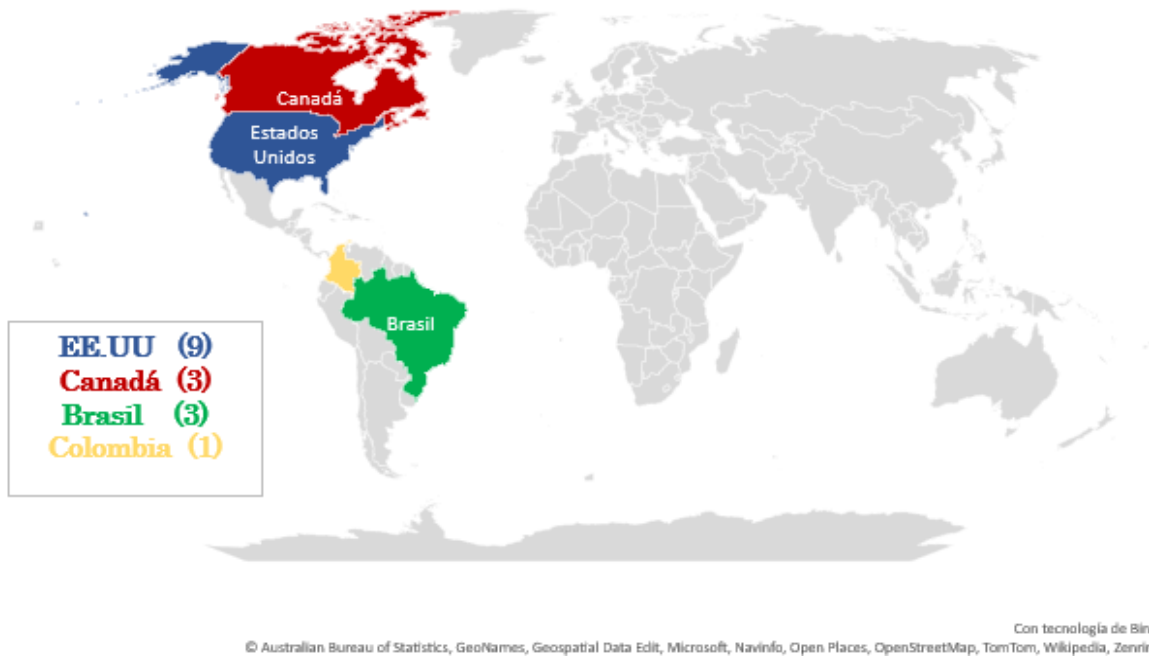 Canadá
Estados
Unidos
Brasil
EE.UU (9)
Canadá (3)
Brasil (3)
Colombia (1)
Con tecnología de Bin
© Australian Bureau of Statistics, GeoNames, Geospatial Data Edit, Microsoft, Navinfo, Open Places, OpenStreetMap, TomTom, Wikipedia, Zenrin